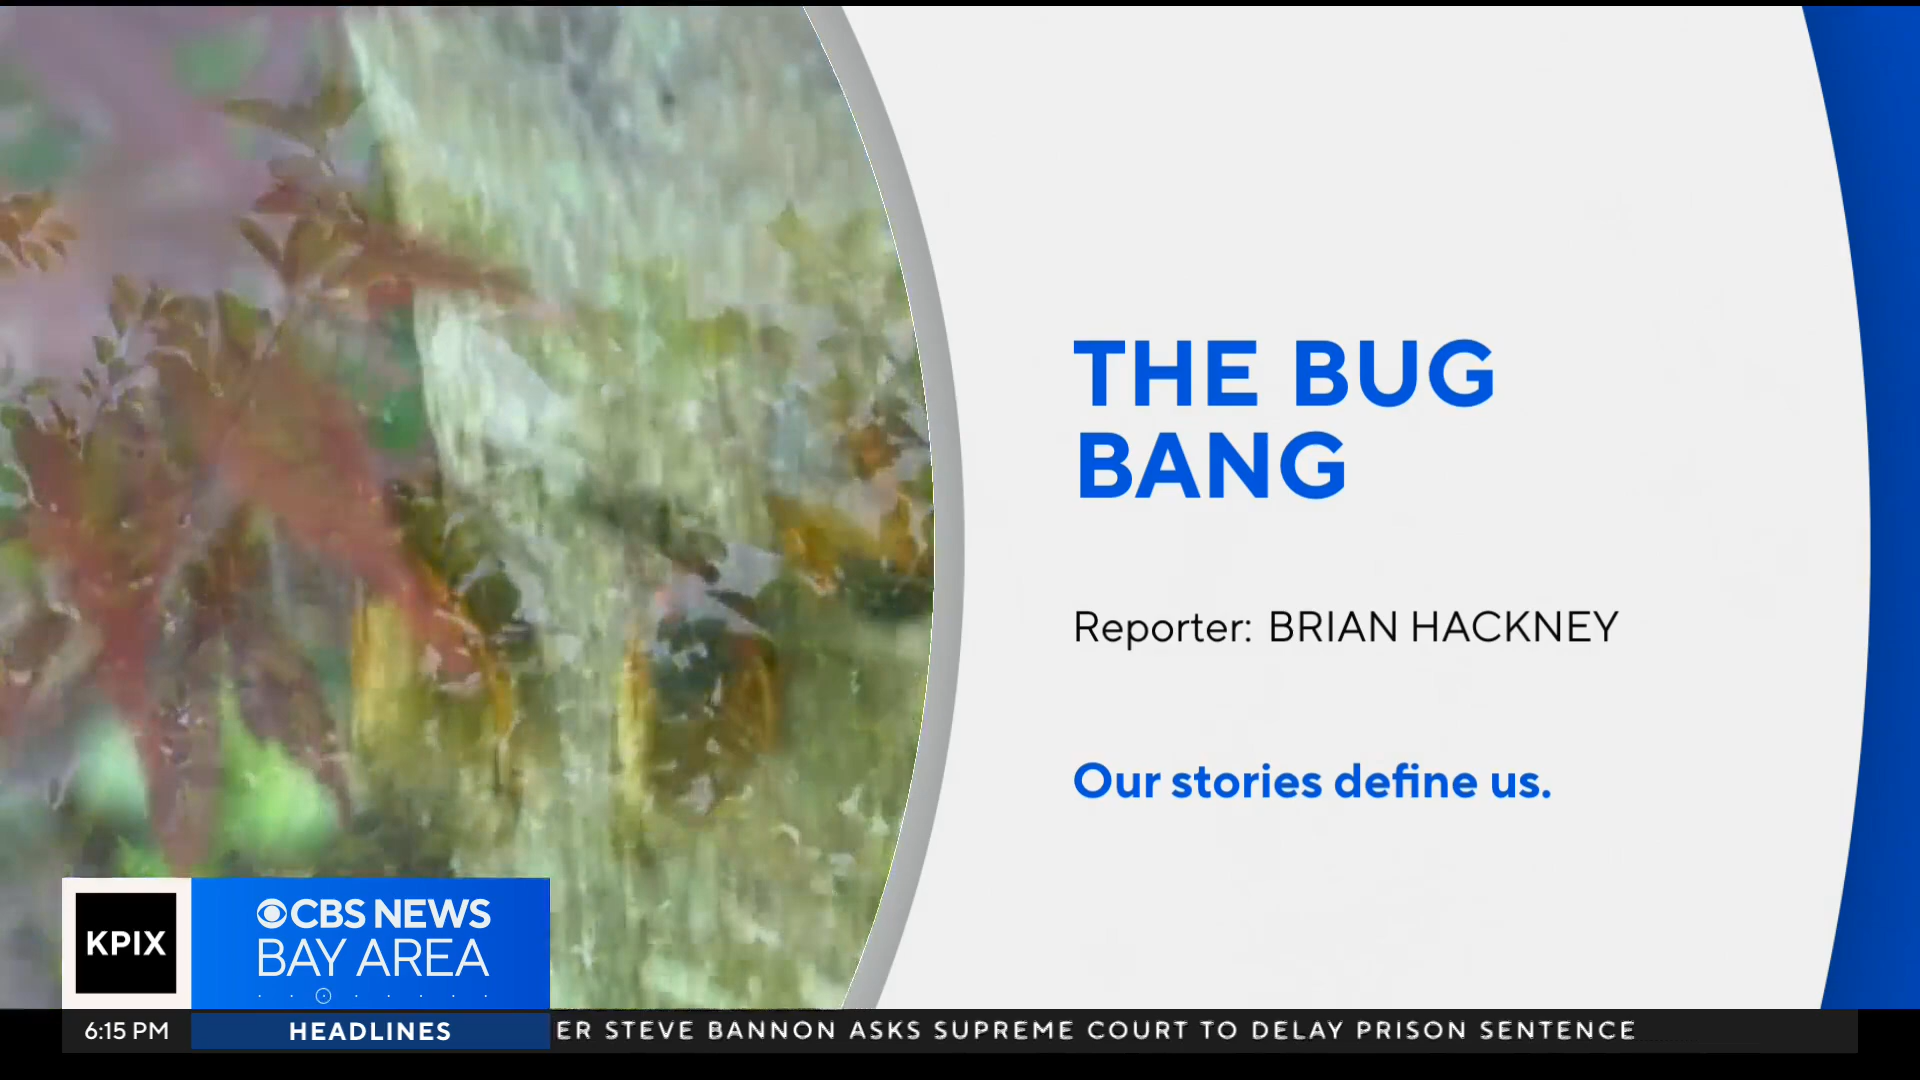 THE BUG
BANG
Reporter: BRIAN HACKNEY
Our stories define us.
KPIX
CBS NEWS
BAY AREA
6:15 PM
HEADLINES
ER STEVE BANNON ASKS SUPREME COURT TO DELAY PRISON SENTENCE